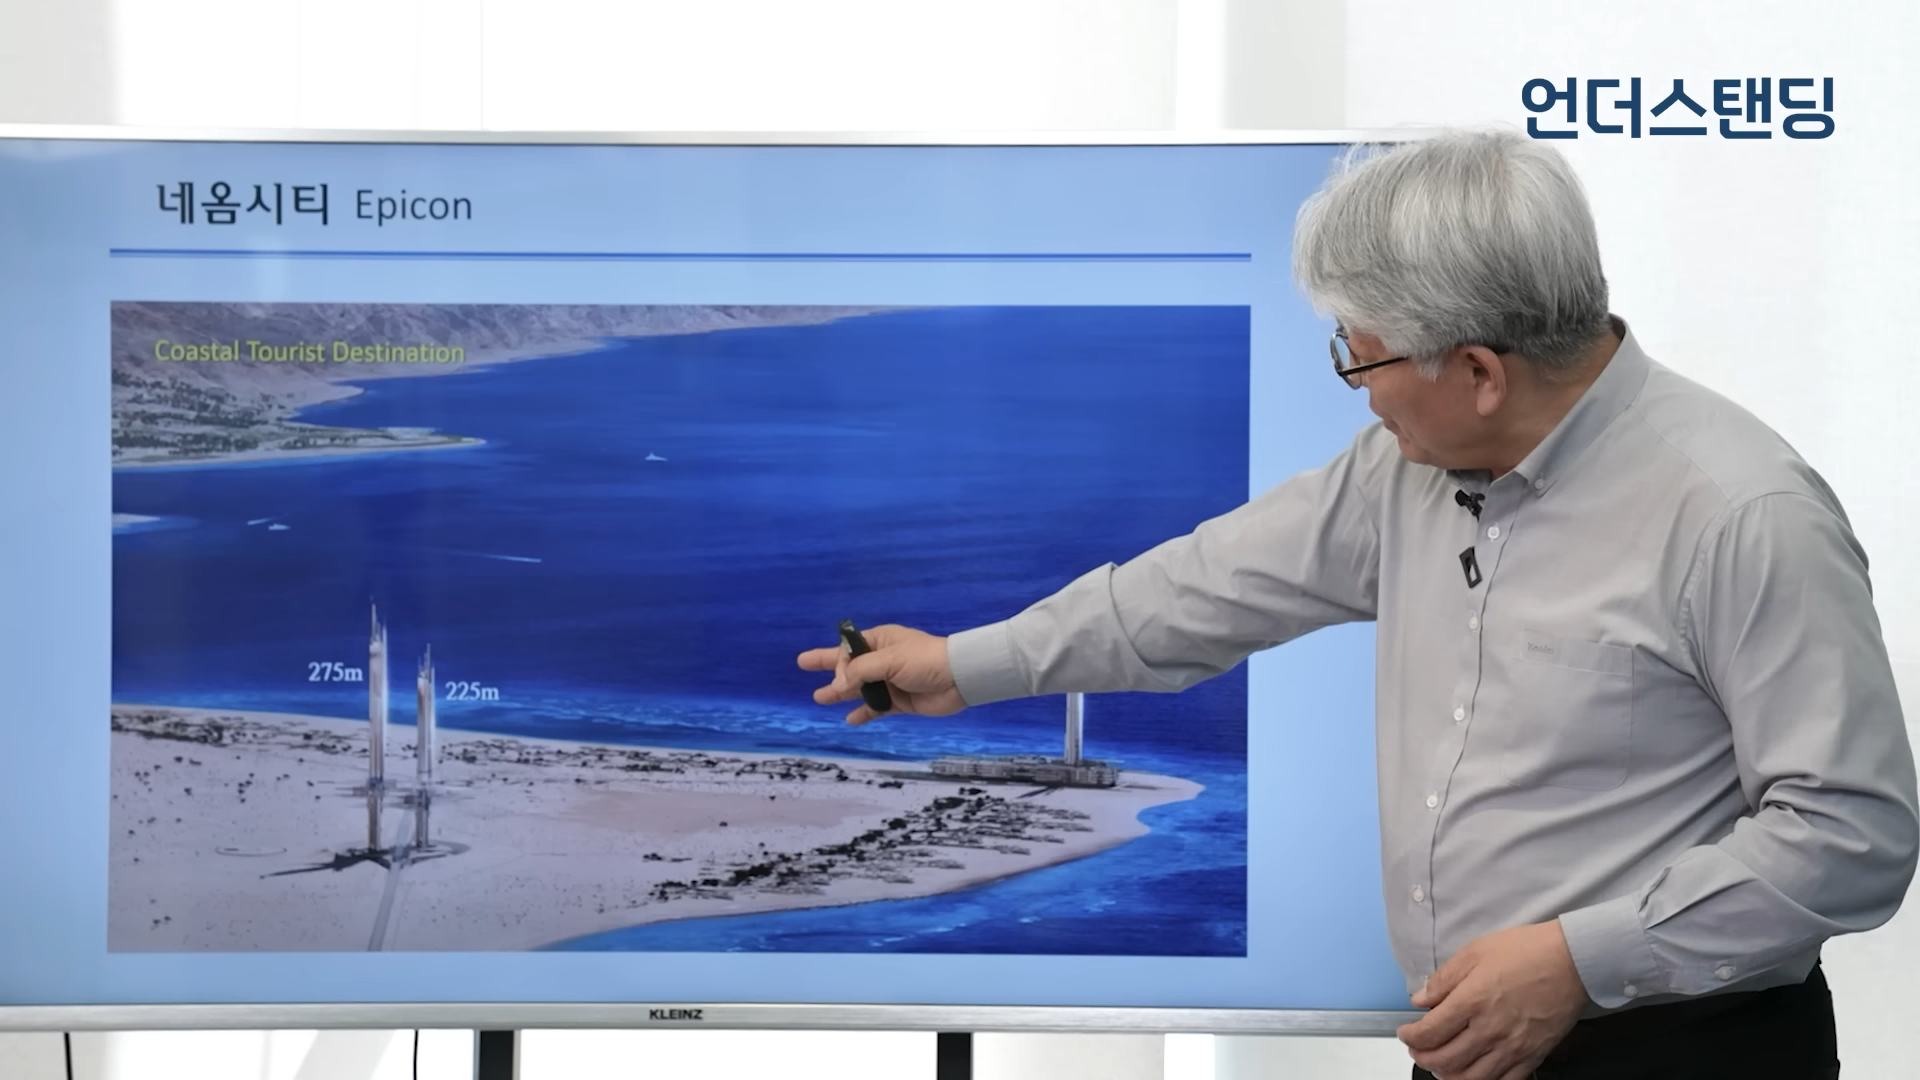 언더스탠딩
네옴시티 Epicon
Coastal Tourist Destination
275m
225m
KLEINZ